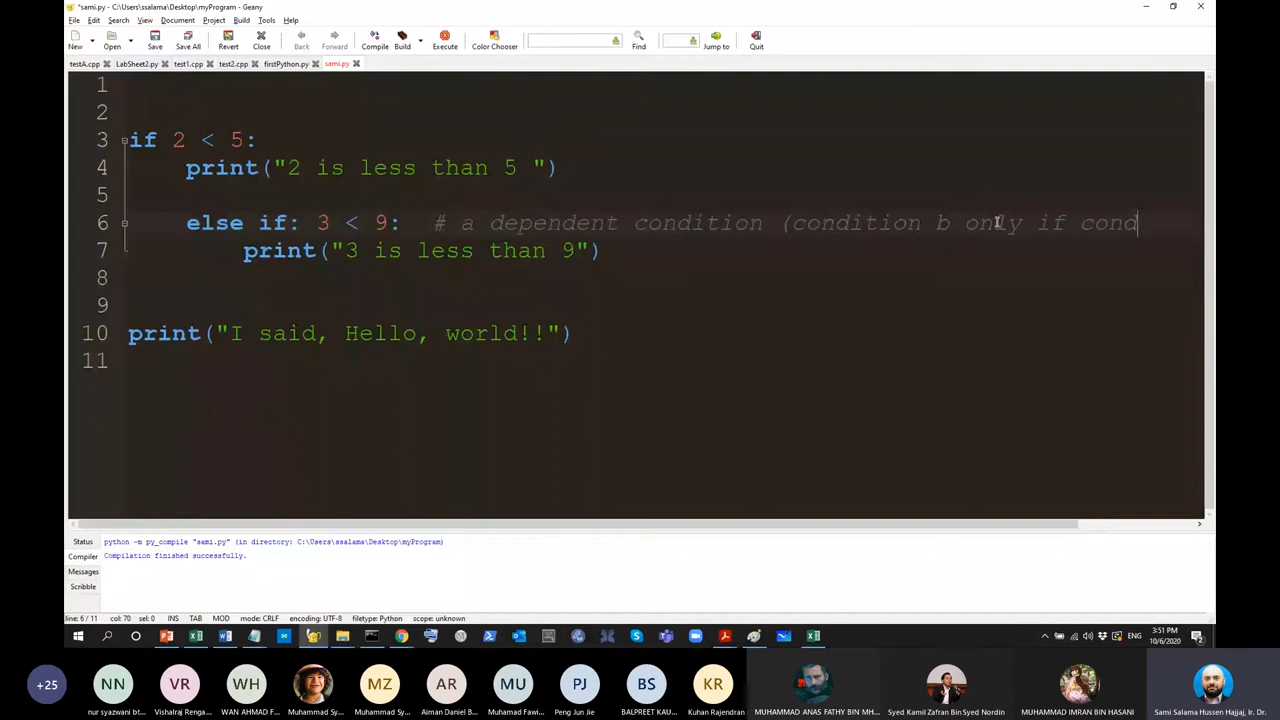 *sami.py - C:\Users\ssalama\Desktop\myProgram - Geany
File Edit Search View Document Project Build Tools Help
New Open Save Save All Revert Close Back Forward Compile Build Execute Color Chooser Find Jump to Quit
testA.cpp LabSheet2.py test1.cpp test2.cpp firstPython.py sami.py
1
2
3 if 2 < 5:
4 print("2 is less than 5 ")
5
6 else if: 3 < 9: # a dependent condition (condition b only if cond
7 print("3 is less than 9")
8
9
10 print("I said, Hello, world!!")
11
Status python -m py_compile "sami.py" (in directory: C:\Users\ssalama\Desktop\myProgram)
Compiler Compilation finished successfully.
Messages
Scribble
line: 6 / 11 col: 70 sel: 0 INS TAB MOD mode: CRLF encoding: UTF-8 filetype: Python scope: unknown
ENG 3:51 PM
10/6/2020 2
+25 NN VR WH MZ AR MU PJ BS KR
nur syazwani bt... Vishalraj Renga... WAN AHMAD F... Muhammad Sy... Muhammad Sy... Aiman Daniel B... Muhamad Fawi... Peng Jun Jie BALPREET KAU... Kuhan Rajendran MUHAMMAD ANAS FATHY BIN MH... Syed Kamil Zafran Bin Syed Nordin MUHAMMAD IMRAN BIN HASANI Sami Salama Hussen Hajjaj, Ir. Dr.